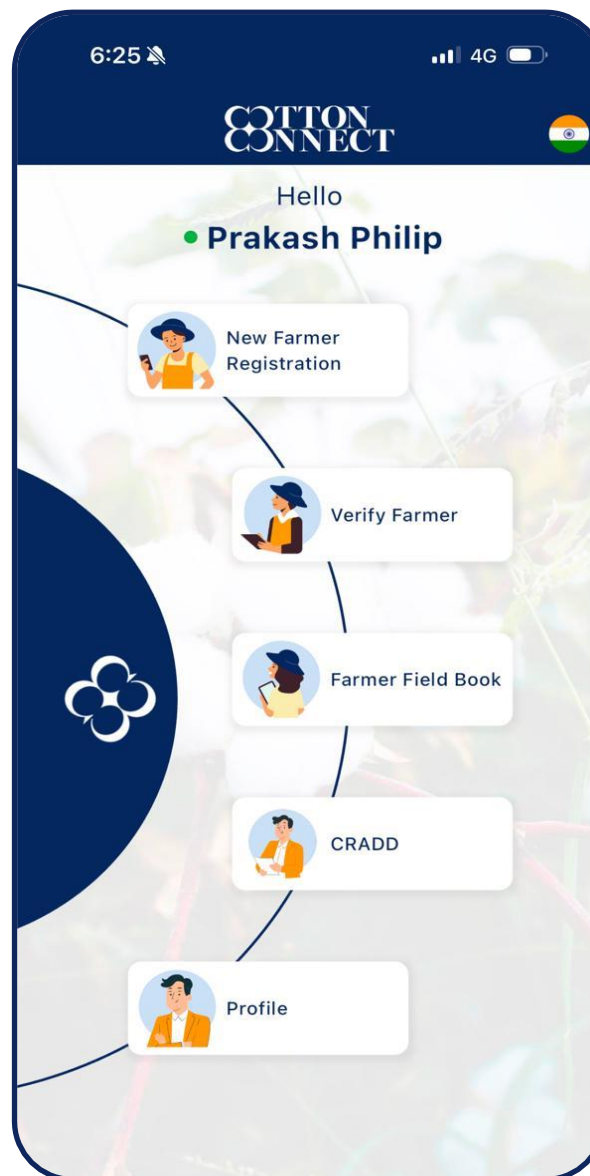 6:25
4G
COTTON
CONNECT
Hello
Prakash Philip
New Farmer
Registration
Verify Farmer
Farmer Field Book
CRADD
Profile